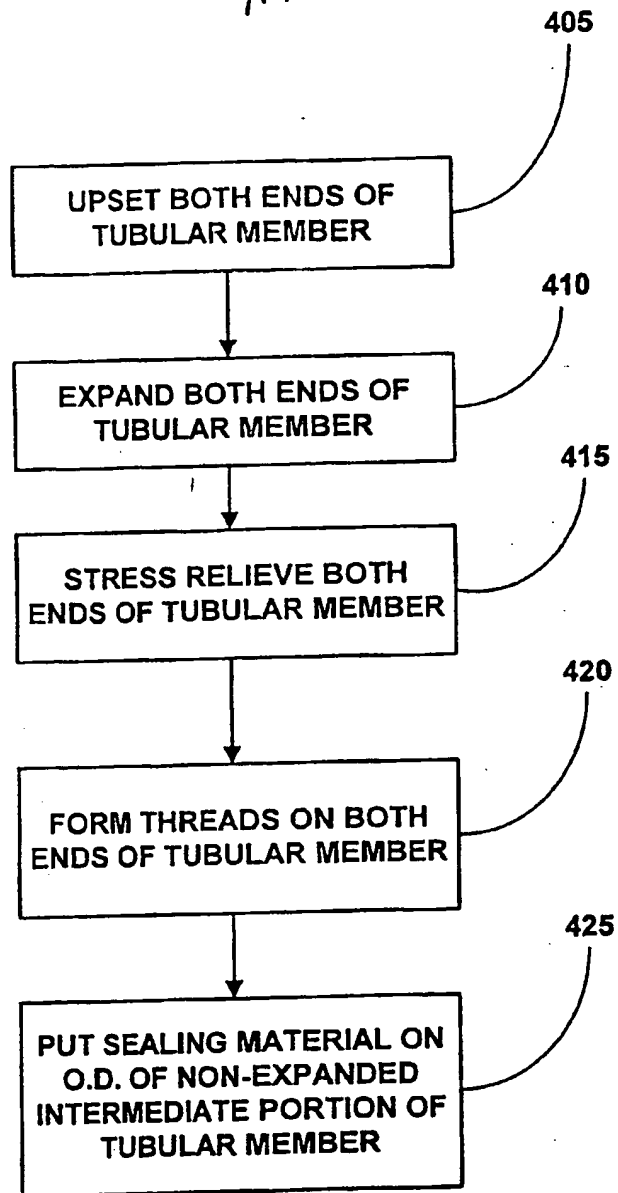 405
UPSET BOTH ENDS OF
TUBULAR MEMBER
410
EXPAND BOTH ENDS OF
TUBULAR MEMBER
415
STRESS RELIEVE BOTH
ENDS OF TUBULAR MEMBER
420
FORM THREADS ON BOTH
ENDS OF TUBULAR MEMBER
425
PUT SEALING MATERIAL ON
O.D. OF NON-EXPANDED
INTERMEDIATE PORTION OF
TUBULAR MEMBER